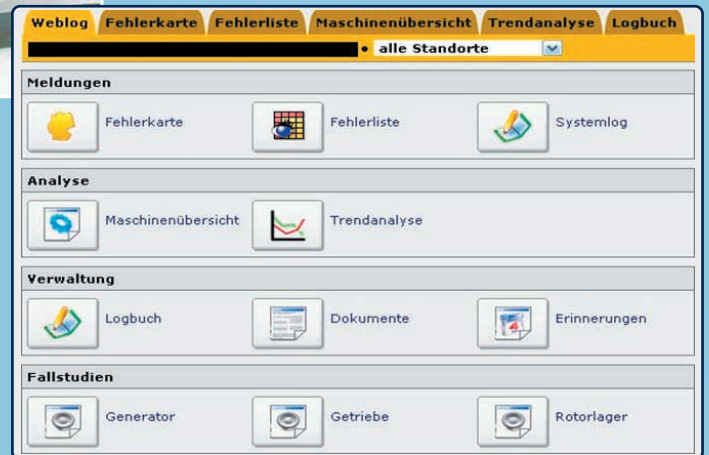 Weblog Fehlerkarte Fehlerliste Maschinenübersicht Trendanalyse Logbuch
• alle Standorte
Meldungen
Fehlerkarte Fehlerliste Systemlog
Analyse
Maschinenübersicht Trendanalyse
Verwaltung
Logbuch Dokumente Erinnerungen
Fallstudien
Generator Getriebe Rotorlager